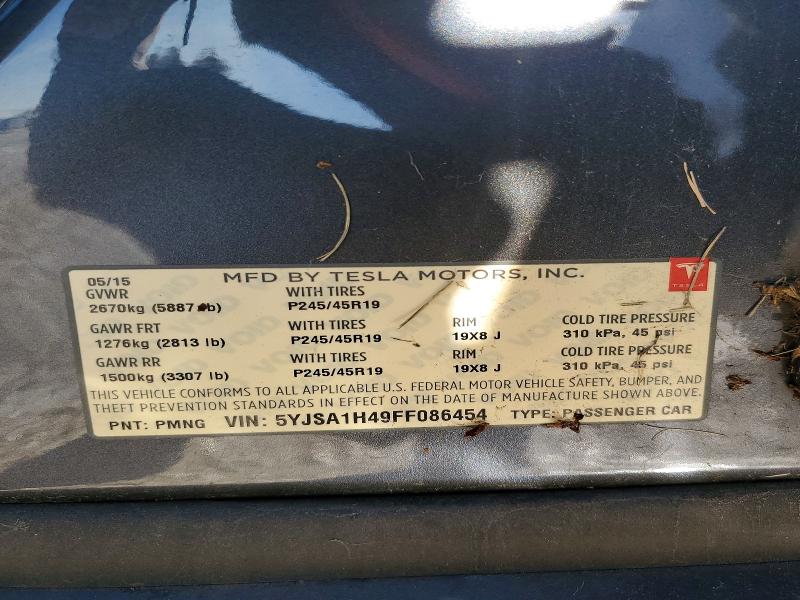 05/15 MFD BY TESLA MOTORS, INC.
TESLA
GVWR WITH TIRES
2670kg (5887 lb) P245/45R19
GAWR FRT WITH TIRES RIM COLD TIRE PRESSURE
1276kg (2813 lb) P245/45R19 19X8 J 310 kPa, 45 psi
GAWR RR WITH TIRES RIM COLD TIRE PRESSURE
1500kg (3307 lb) P245/45R19 19X8 J 310 kPa, 45 psi
THIS VEHICLE CONFORMS TO ALL APPLICABLE U.S. FEDERAL MOTOR VEHICLE SAFETY, BUMPER, AND
THEFT PREVENTION STANDARDS IN EFFECT ON THE DATE OF MANUFACTURE SHOWN ABOVE.
PNT: PMNG VIN: 5YJSA1H49FF086454 TYPE: PASSENGER CAR